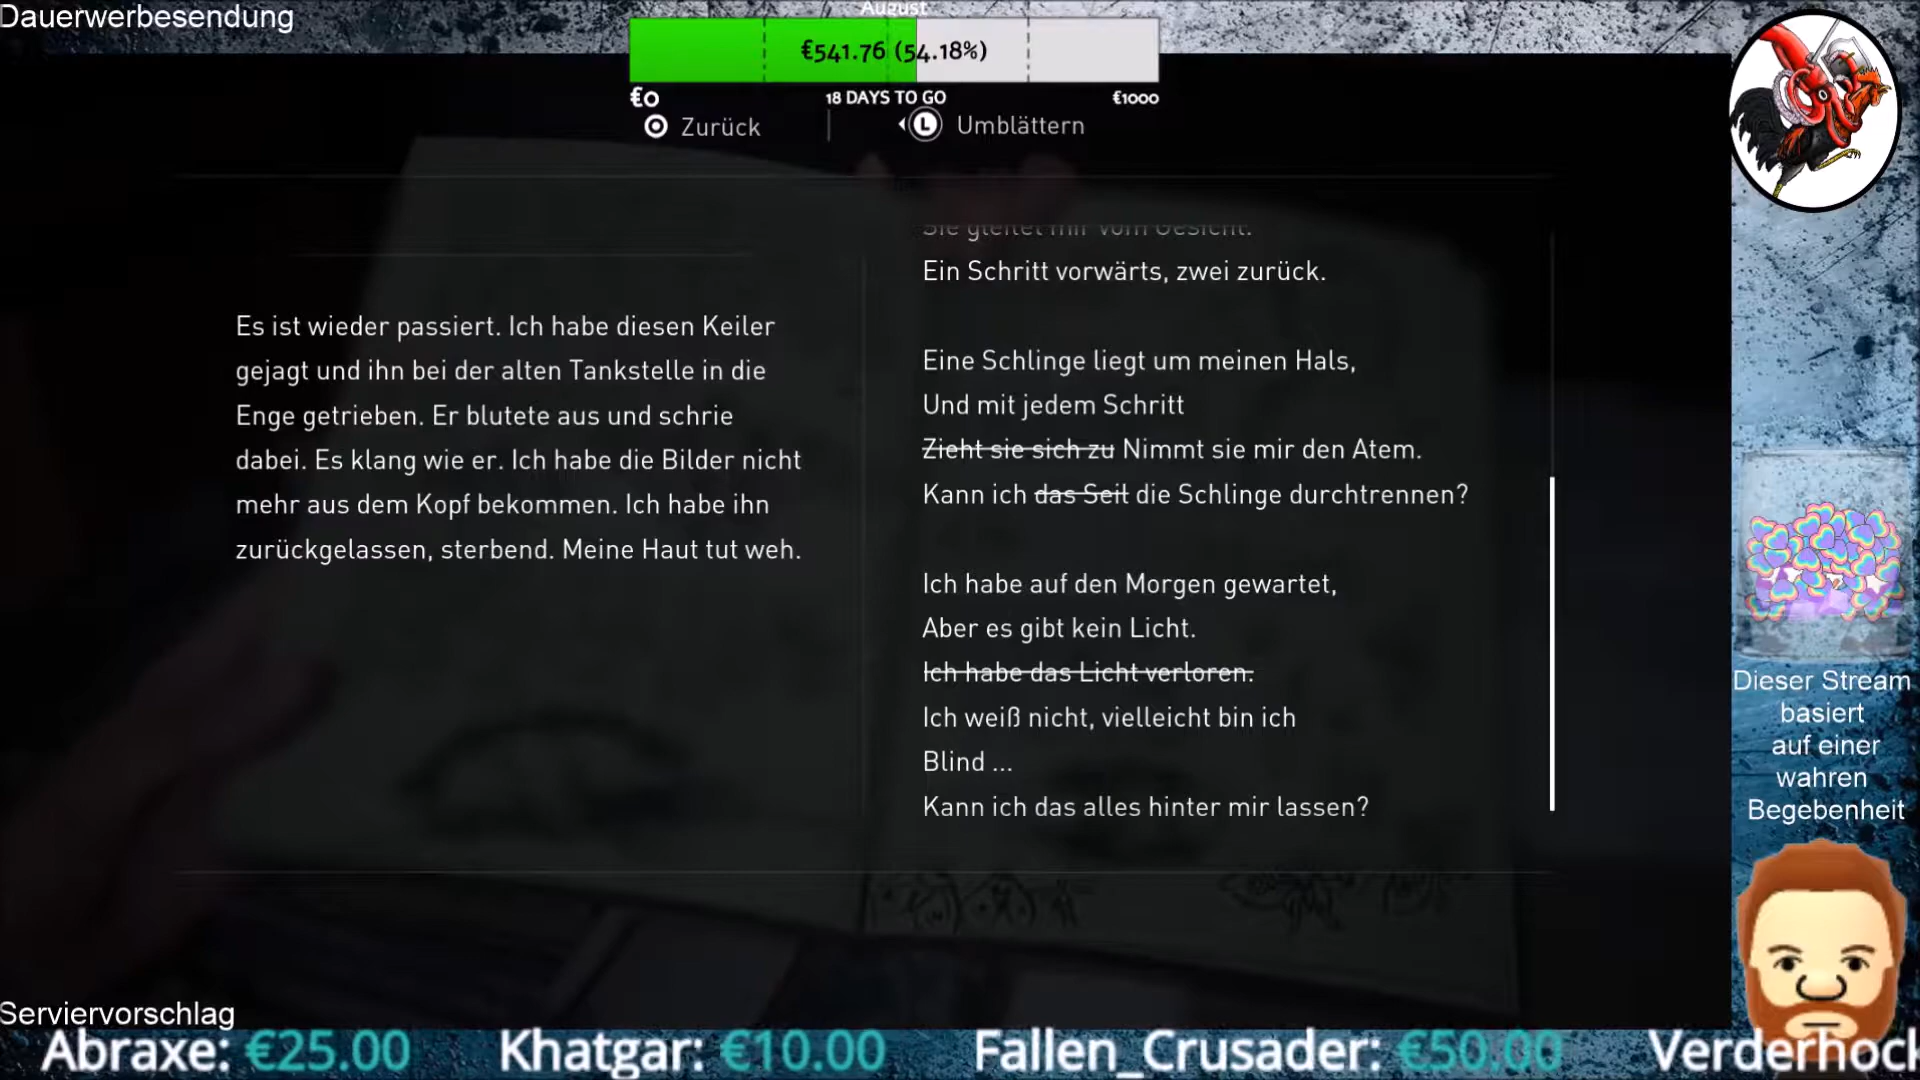 Dauerwerbesendung
August
€541.76 (54.18%)
€0
18 DAYS TO GO
€1000
Zurück
L Umblättern
Es ist wieder passiert. Ich habe diesen Keiler
gejagt und ihn bei der alten Tankstelle in die
Enge getrieben. Er blutete aus und schrie
dabei. Es klang wie er. Ich habe die Bilder nicht
mehr aus dem Kopf bekommen. Ich habe ihn
zurückgelassen, sterbend. Meine Haut tut weh.
Sie gleitet mir vom Gesicht.
Ein Schritt vorwärts, zwei zurück.
Eine Schlinge liegt um meinen Hals,
Und mit jedem Schritt
Zieht sie sich zu Nimmt sie mir den Atem.
Kann ich das Seil die Schlinge durchtrennen?
Ich habe auf den Morgen gewartet,
Aber es gibt kein Licht.
Ich habe das Licht verloren.
Ich weiß nicht, vielleicht bin ich
Blind ...
Kann ich das alles hinter mir lassen?
Dieser Stream
basiert
auf einer
wahren
Begebenheit
Serviervorschlag
Abraxe: €25.00 Khatgar: €10.00 Fallen_Crusader: €50.00 Verderhock